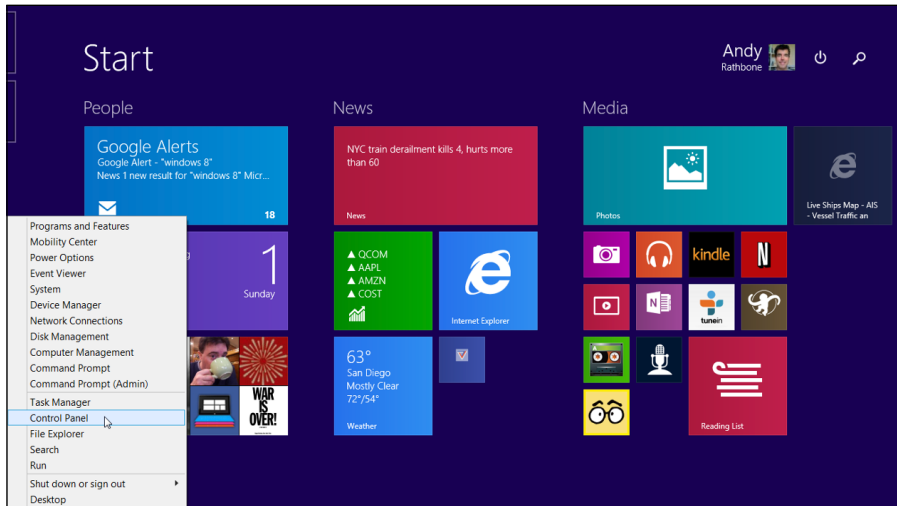 Start
Andy
Rathbone
People
News
Media
Google Alerts
Google Alert - "windows 8"
News 1 new result for "windows 8" Micr...
18
NYC train derailment kills 4, hurts more
than 60
News
Photos
Live Ships Map - AIS
- Vessel Traffic an
1
Sunday
▲ QCOM
▲ AAPL
▲ AMZN
▲ COST
Internet Explorer
kindle
N
N
tunein
63°
San Diego
Mostly Clear
72°/54°
Weather
WAR
IS
OVER!
Reading List
Programs and Features
Mobility Center
Power Options
Event Viewer
System
Device Manager
Network Connections
Disk Management
Computer Management
Command Prompt
Command Prompt (Admin)
Task Manager
Control Panel
File Explorer
Search
Run
Shut down or sign out
Desktop